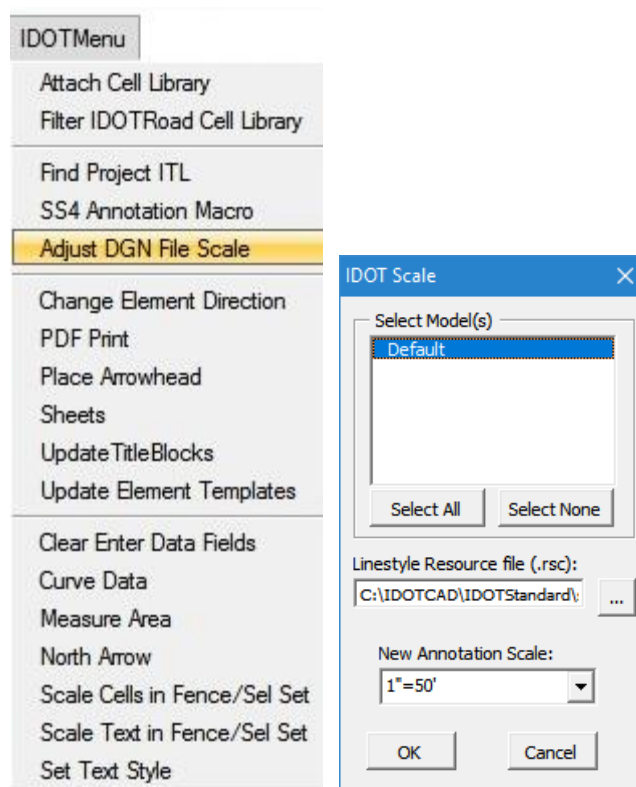 IDOTMenu
Attach Cell Library
Filter IDOTRoad Cell Library
Find Project ITL
SS4 Annotation Macro
Adjust DGN File Scale
Change Element Direction
PDF Print
Place Arrowhead
Sheets
UpdateTitleBlocks
Update Element Templates
Clear Enter Data Fields
Curve Data
Measure Area
North Arrow
Scale Cells in Fence/Sel Set
Scale Text in Fence/Sel Set
Set Text Style
IDOT Scale
Select Model(s)
Default
Select All Select None
Linestyle Resource file (.rsc):
C:\IDOTCAD\IDOTStandard\ ...
New Annotation Scale:
1"=50'
OK Cancel